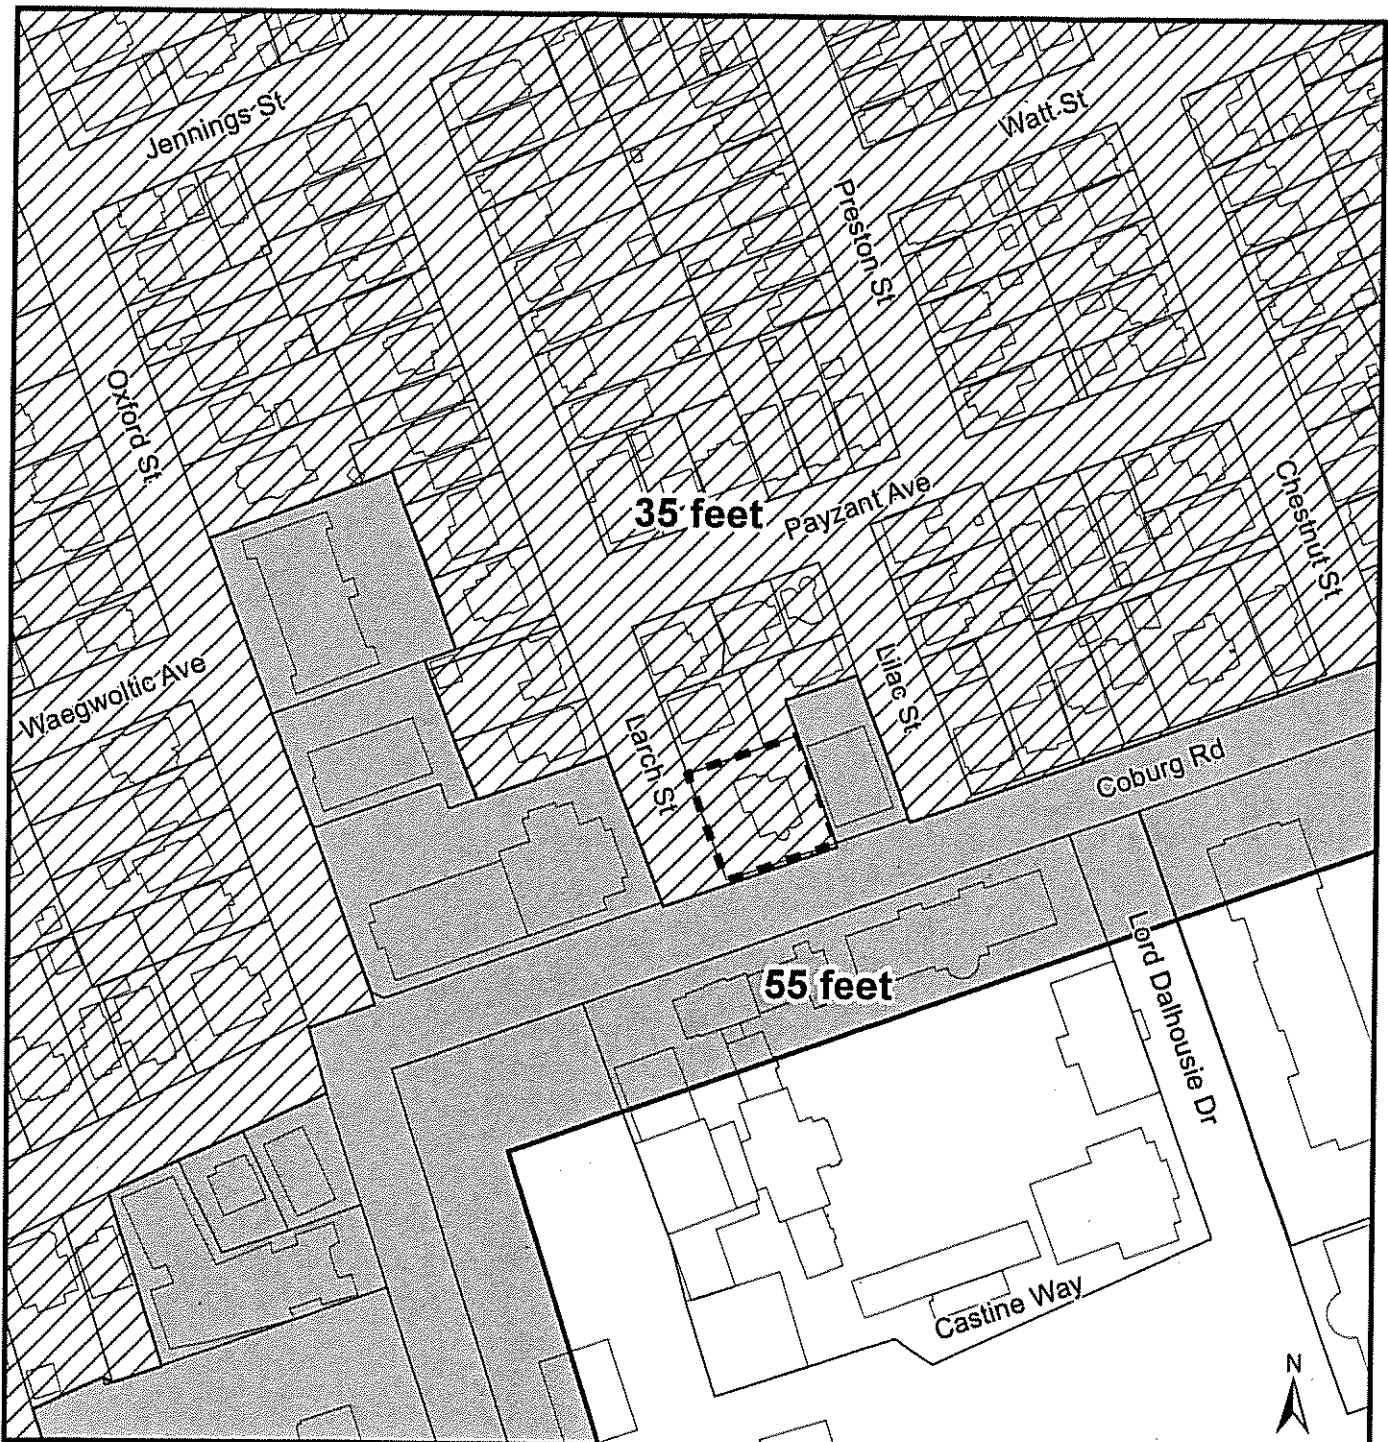 Jennings St
Watt St
Preston St
Oxford St
35 feet
Payzant Ave
Chestnut St
Waegwoltic Ave
Lilac St
Larch St
Coburg Rd
55 feet
Lord Dalhousie Dr
Castine Way
N